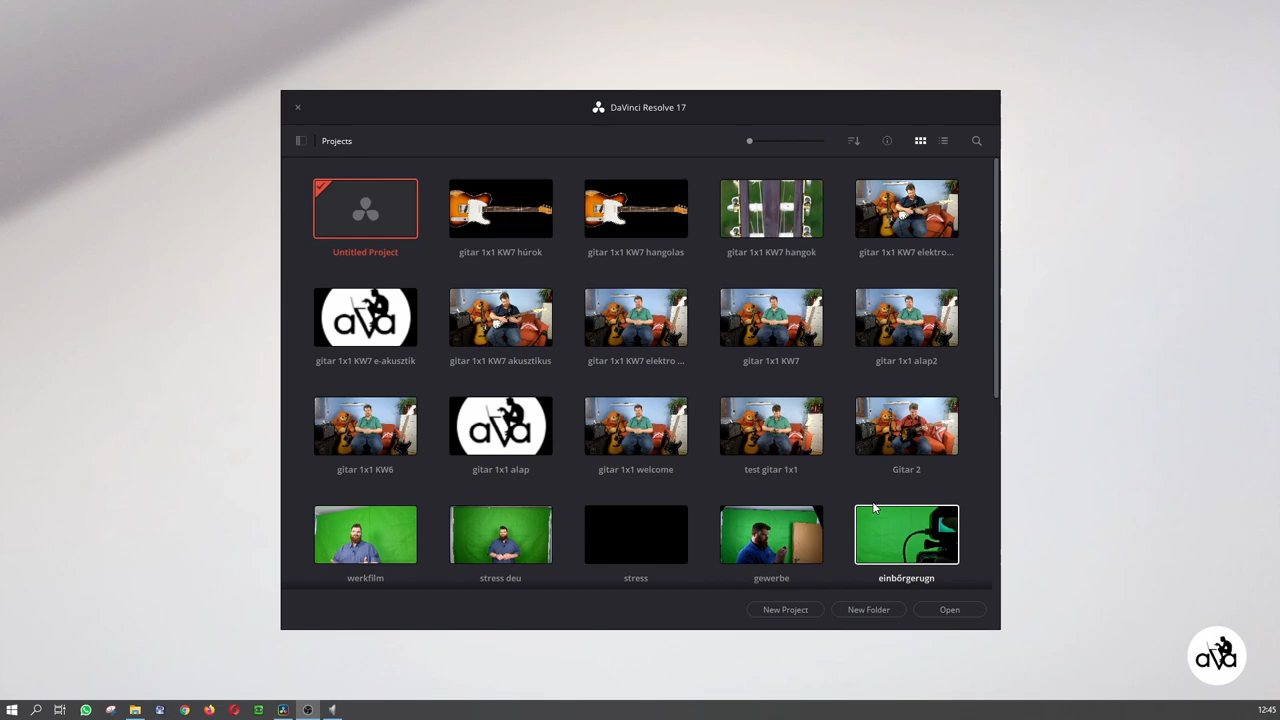 DaVinci Resolve 17
Projects
Untitled Project
gitar 1x1 KW7 húrok
gitar 1x1 KW7 hangolas
gitar 1x1 KW7 hangok
gitar 1x1 KW7 elektro...
ava
gitar 1x1 KW7 e-akusztik
gitar 1x1 KW7 akusztikus
gitar 1x1 KW7 elektro ...
gitar 1x1 KW7
gitar 1x1 alap2
ava
gitar 1x1 KW6
gitar 1x1 alap
gitar 1x1 welcome
test gitar 1x1
Gitar 2
werkfilm
stress deu
stress
gewerbe
einbőrgerugn
New Project
New Folder
Open
ava
12:45